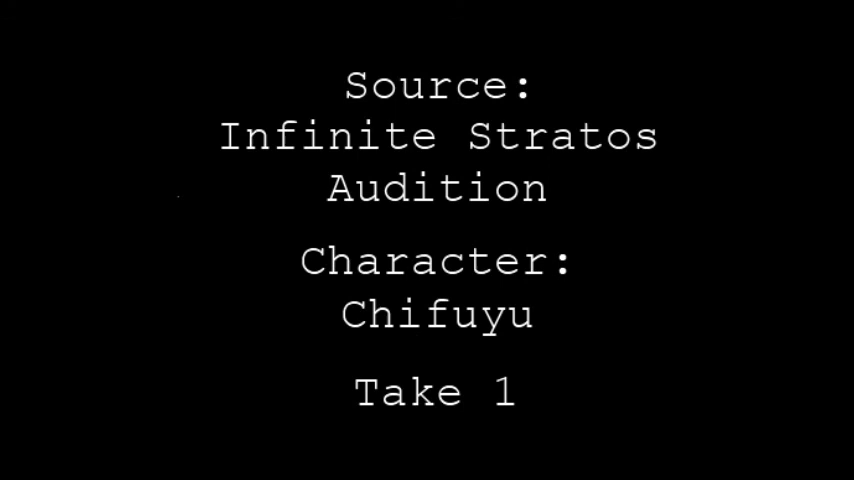 Source:
Infinite Stratos
Audition
Character:
Chifuyu
Take 1